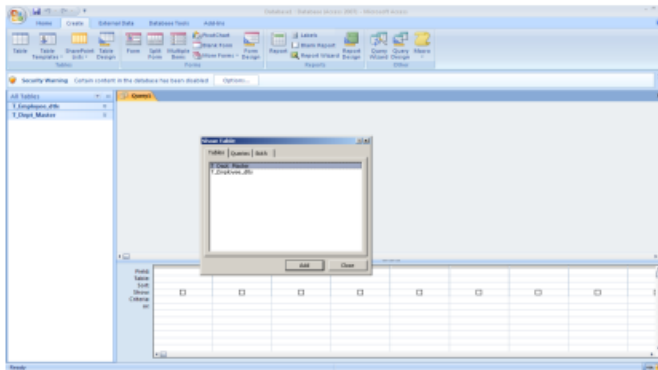 Database2 : Database (Access 2007) - Microsoft Access
Home Create External Data Database Tools Add-Ins
Table Table Templates SharePoint Lists Table Design
Form Split Form Multiple Items PivotChart Blank Form More Forms Form Design
Report Labels Blank Report Report Wizard Report Design
Query Wizard Query Design Macro
Tables Forms Reports Other
Security Warning Certain content in the database has been disabled Options...
All Tables
T_Employee_dtls
T_Dept_Master
Query1
Show Table
Tables Queries Both
T_Dept_Master
T_Employee_dtls
Add Close
Field:
Table:
Sort:
Show:
Criteria:
or:
Ready